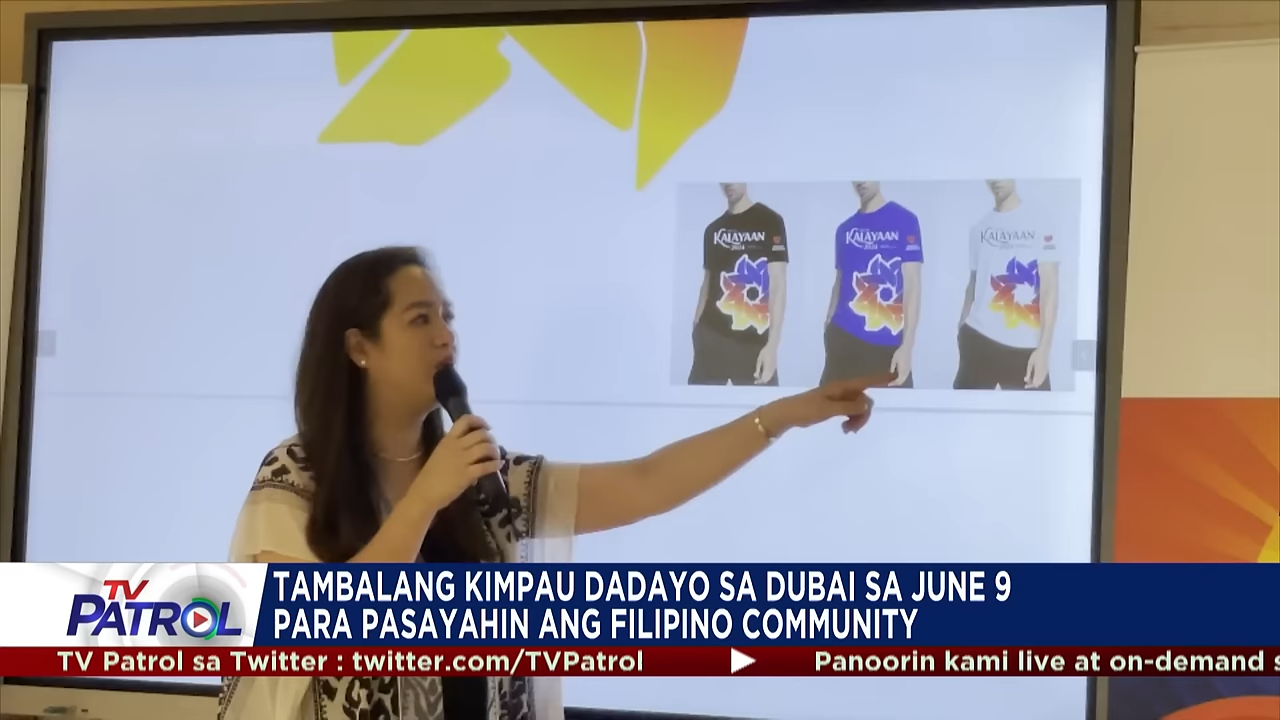 KALAYAAN
2024
KALAYAAN
2024
KALAYAAN
TV
PATROL
TAMBALANG KIMPAU DADAYO SA DUBAI SA JUNE 9
PARA PASAYAHIN ANG FILIPINO COMMUNITY
TV Patrol sa Twitter : twitter.com/TVPatrol
Panoorin kami live at on-demand s